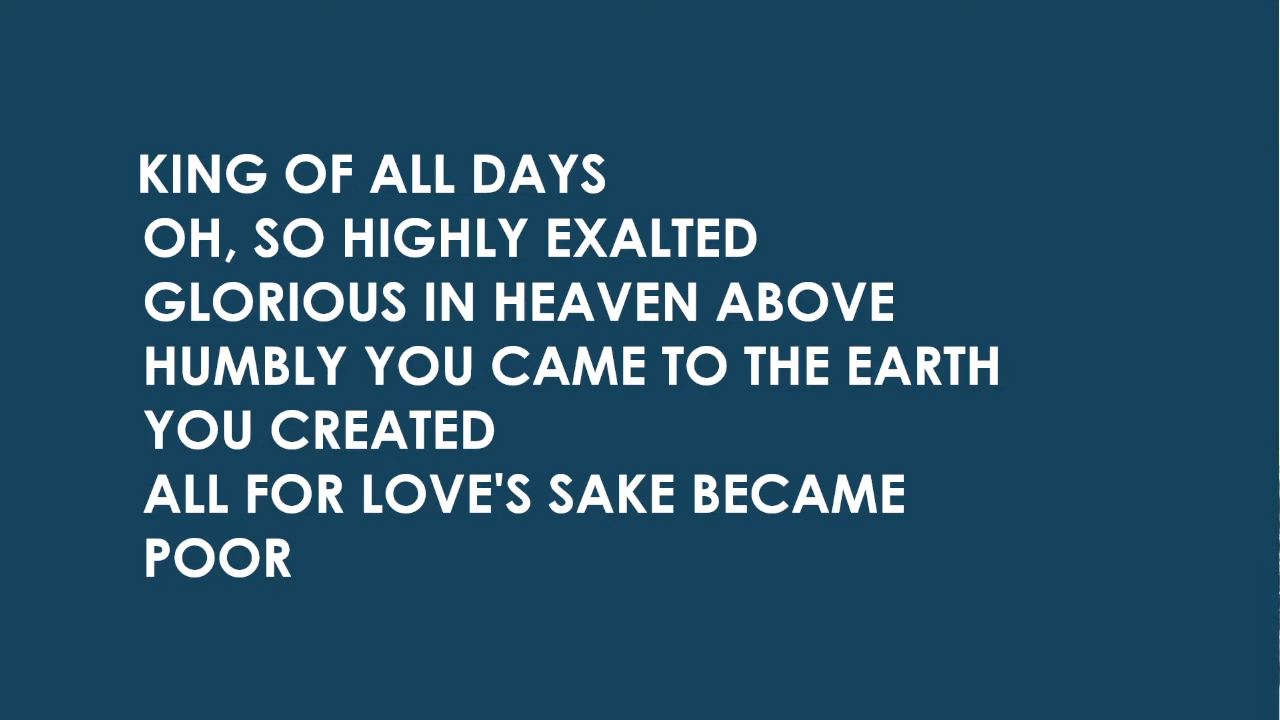 KING OF ALL DAYS
OH, SO HIGHLY EXALTED
GLORIOUS IN HEAVEN ABOVE
HUMBLY YOU CAME TO THE EARTH
YOU CREATED
ALL FOR LOVE'S SAKE BECAME
POOR